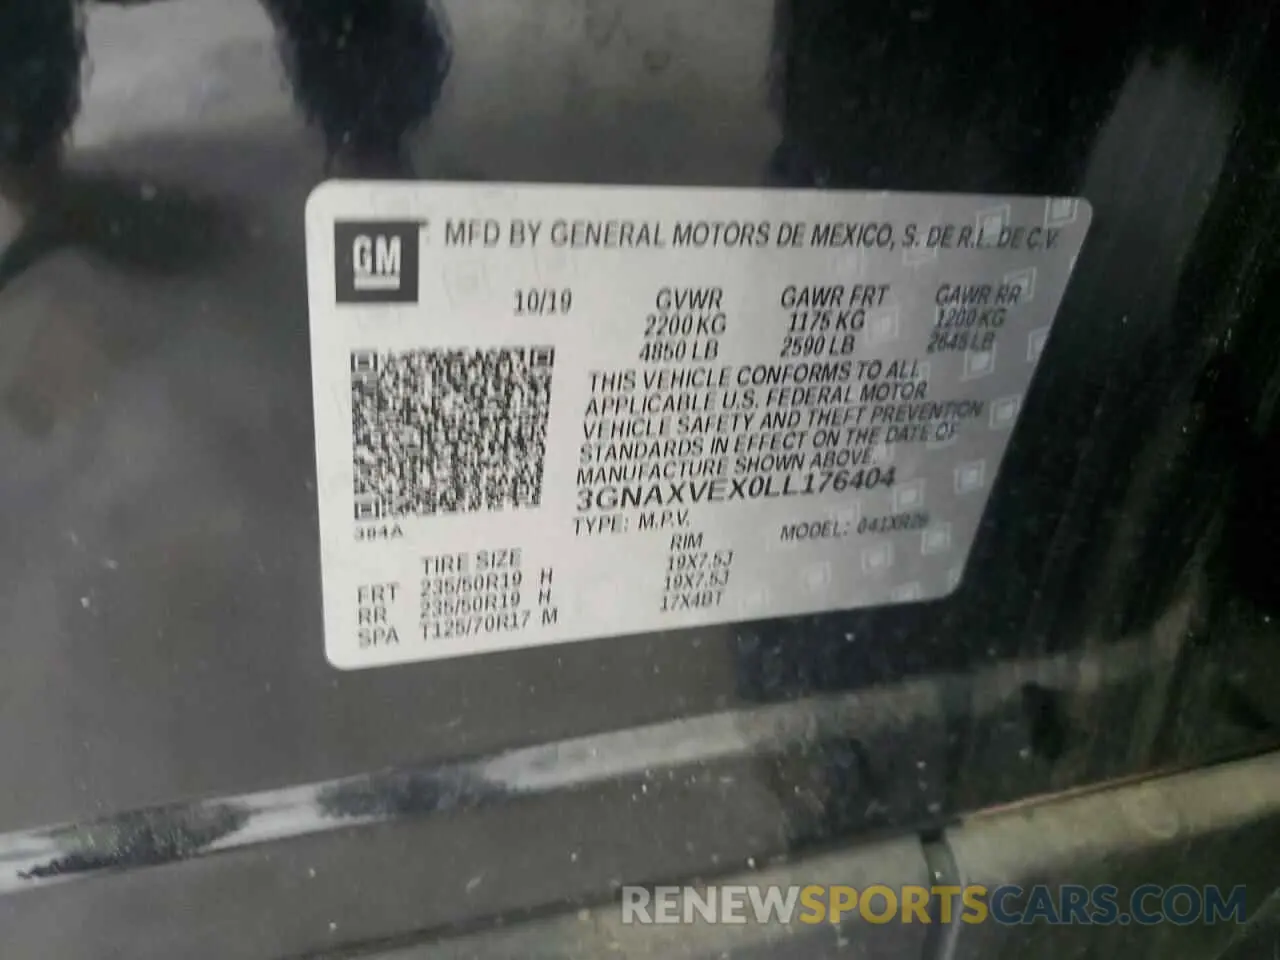 GM
MFD BY GENERAL MOTORS DE MEXICO, S. DE R.L. DE C.V.
10/19 GVWR GAWR FRT GAWR RR
2200 KG 1175 KG 1200 KG
4850 LB 2590 LB 2645 LB
THIS VEHICLE CONFORMS TO ALL
APPLICABLE U.S. FEDERAL MOTOR
VEHICLE SAFETY AND THEFT PREVENTION
STANDARDS IN EFFECT ON THE DATE OF
MANUFACTURE SHOWN ABOVE.
3GNAXVEX0LL176404
394A
TYPE: M.P.V. MODEL: 041XR26
TIRE SIZE RIM
FRT 235/50R19 H 19X7.5J
RR 235/50R19 H 19X7.5J
SPA T125/70R17 M 17X4BT
RENEWSPORTSCARS.COM